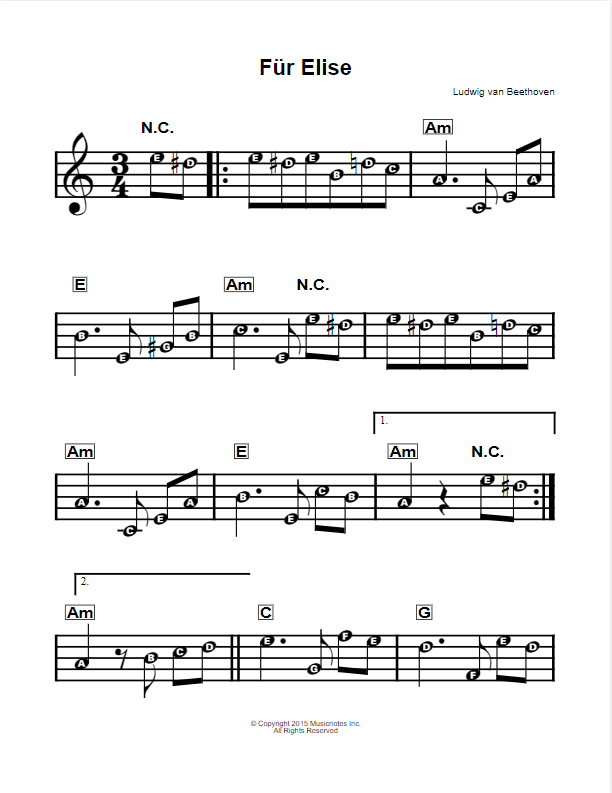 Für Elise
Ludwig van Beethoven
N.C. Am
3
4
E D E D E B D C A C E A
E Am N.C.
B E G B C E E D E D E B D C
1.
Am E Am N.C.
A C E A B E C B A E D
2.
Am C G
A B C D E G F E D F E D
© Copyright 2015 Musicnotes Inc.
All Rights Reserved